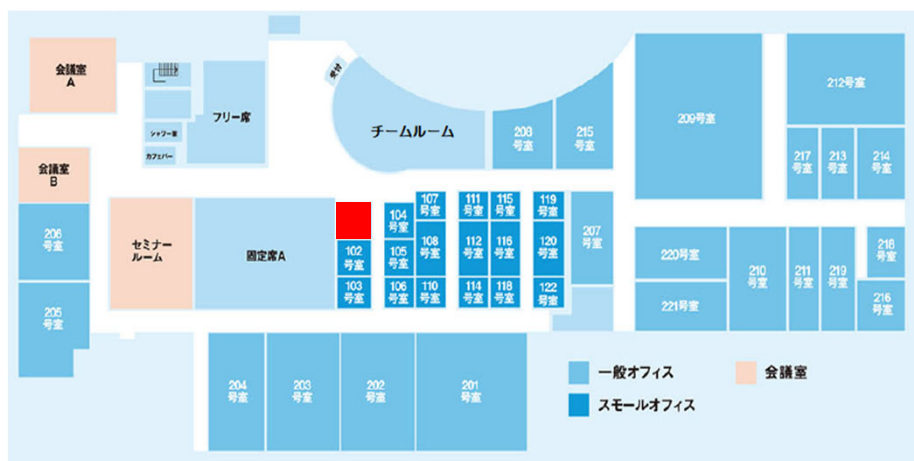 会議室
A
フリー席
シャワー室
カフェバー
受付
チームルーム
208
号室
215
号室
209号室
212号室
217
号室
213
号室
214
号室
会議室
B
206
号室
205
号室
セミナー
ルーム
固定席A
102
号室
103
号室
104
号室
105
号室
106
号室
107
号室
108
号室
110
号室
111
号室
112
号室
114
号室
115
号室
116
号室
118
号室
119
号室
120
号室
122
号室
207
号室
220号室
221号室
210
号室
211
号室
219
号室
218
号室
216
号室
204
号室
203
号室
202
号室
201
号室
一般オフィス
会議室
スモールオフィス